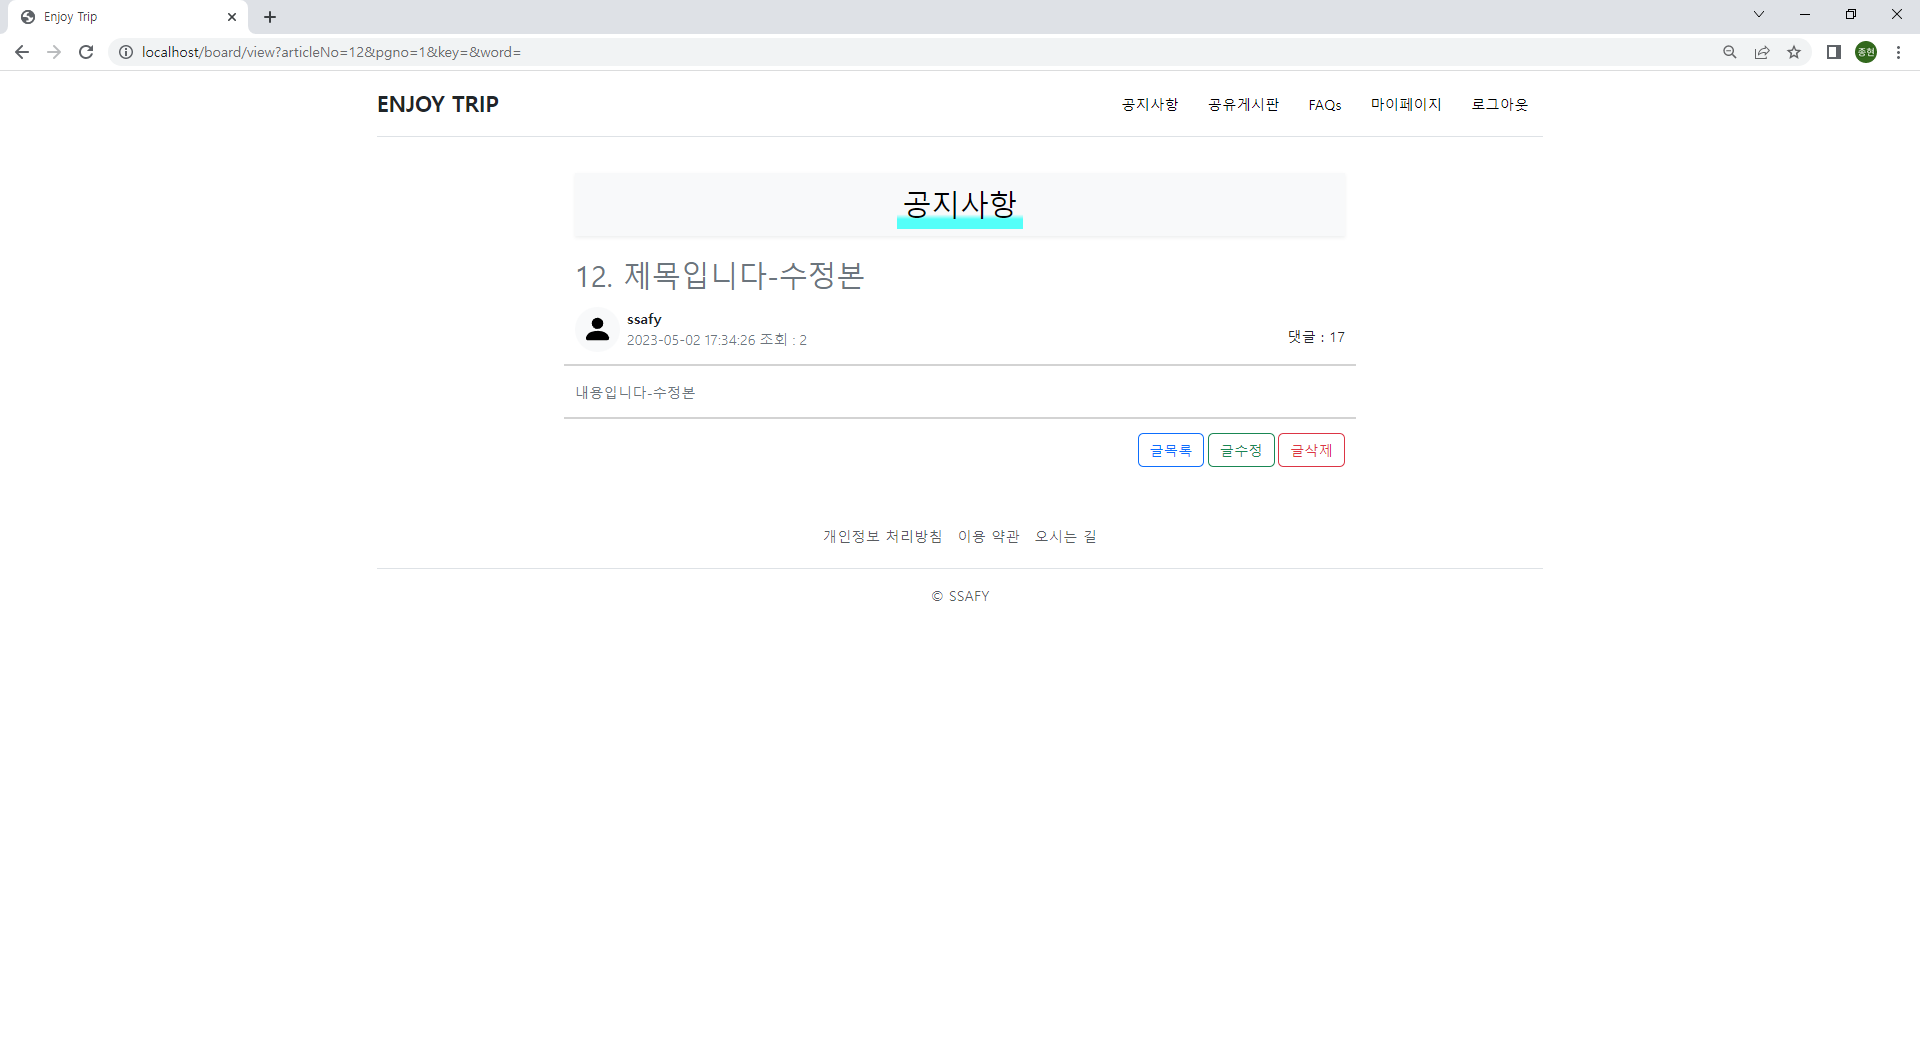 Enjoy Trip
localhost/board/view?articleNo=12&pgno=1&key=&word=
종현
ENJOY TRIP
공지사항 공유게시판 FAQs 마이페이지 로그아웃
공지사항
12. 제목입니다-수정본
ssafy
2023-05-02 17:34:26 조회 : 2
댓글 : 17
내용입니다-수정본
글목록 글수정 글삭제
개인정보 처리방침 이용 약관 오시는 길
© SSAFY